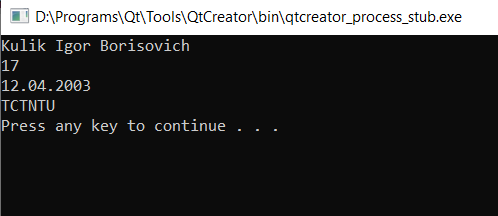 D:\Programs\Qt\Tools\QtCreator\bin\qtcreator_process_stub.exe
Kulik Igor Borisovich
17
12.04.2003
TCTNTU
Press any key to continue . . .